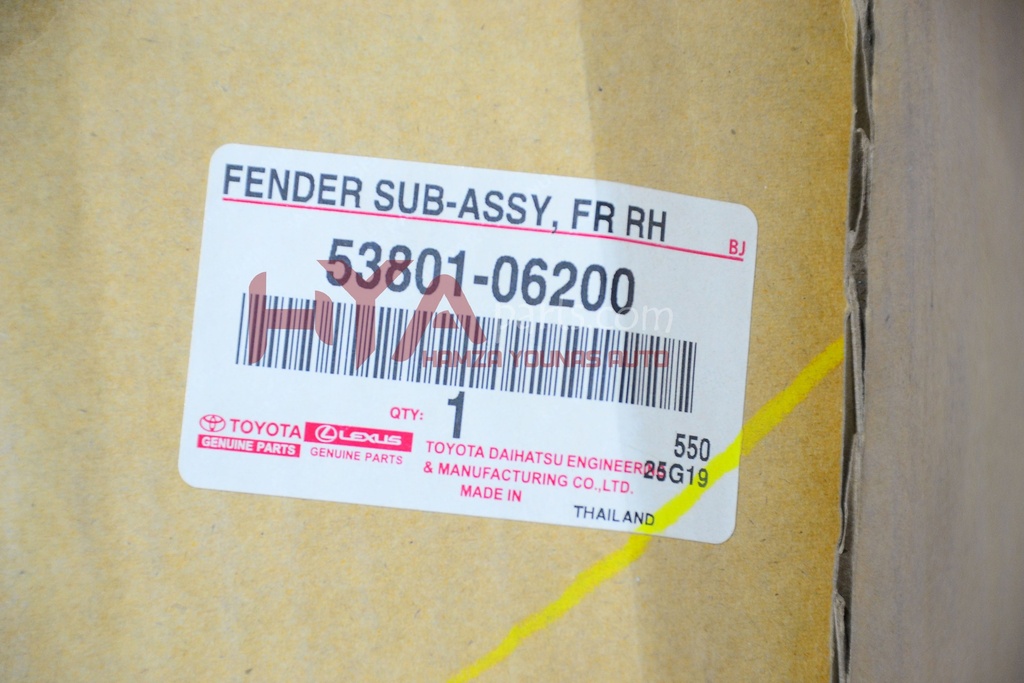 FENDER SUB-ASSY, FR RH
BJ
53801-06200
HYA parts.com
HAMZA YOUNAS AUTO
QTY: 1
TOYOTA
GENUINE PARTS
LEXUS
GENUINE PARTS
TOYOTA DAIHATSU ENGINEERING
& MANUFACTURING CO.,LTD.
MADE IN
THAILAND
550
25G19